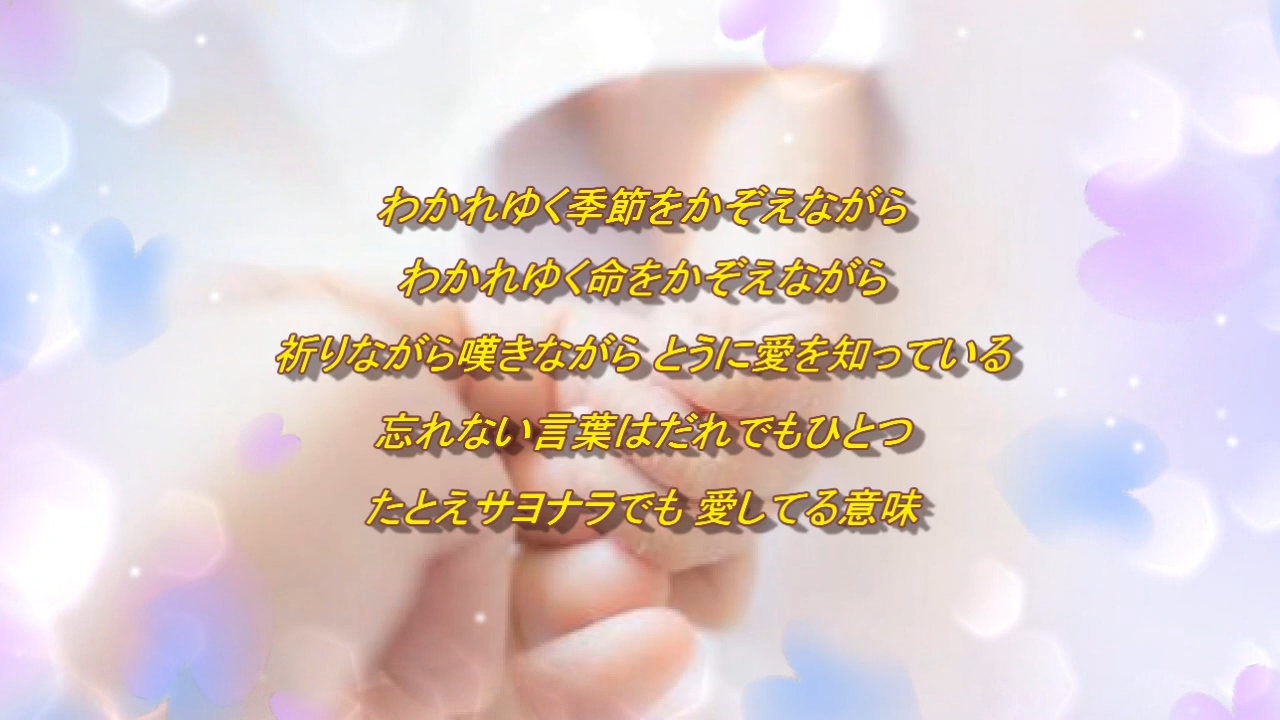 わかれゆく季節をかぞえながら
わかれゆく命をかぞえながら
祈りながら嘆きながら とうに愛を知っている
忘れない言葉はだれでもひとつ
たとえサヨナラでも 愛してる意味